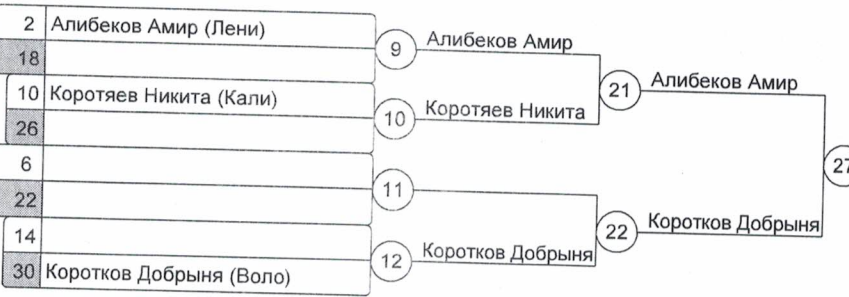 2 Алибеков Амир (Лени)
18
10 Коротяев Никита (Кали)
26
6
22
14
30 Коротков Добрыня (Воло)
9 Алибеков Амир
10 Коротяев Никита
11
12 Коротков Добрыня
21 Алибеков Амир
22 Коротков Добрыня
27